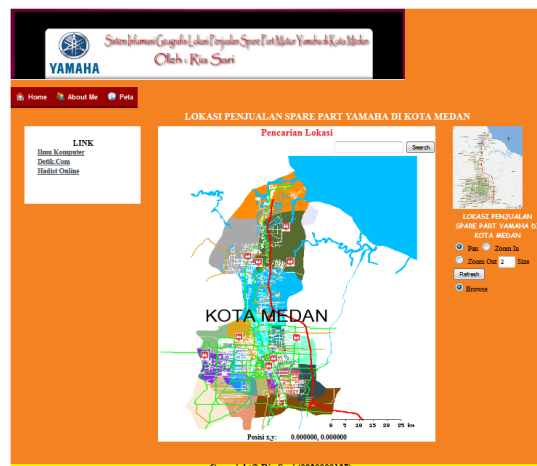 Sistem Informasi Geografis Lokasi Penjualan Spare Part Motor Yamaha di Kota Medan
Oleh : Ria Sari
YAMAHA
Home About Me Peta
LOKASI PENJUALAN SPARE PART YAMAHA DI KOTA MEDAN
LINK
Ilmu Komputer
Detik.Com
Hadist Online
Pencarian Lokasi
Search
KOTA MEDAN
0 5 10 15 20 25 km
Posisi x,y: 0.000000, 0.000000
LOKASI PENJUALAN
SPARE PART YAMAHA DI
KOTA MEDAN
Pan Zoom In
Zoom Out 2 Size
Refresh
Browse